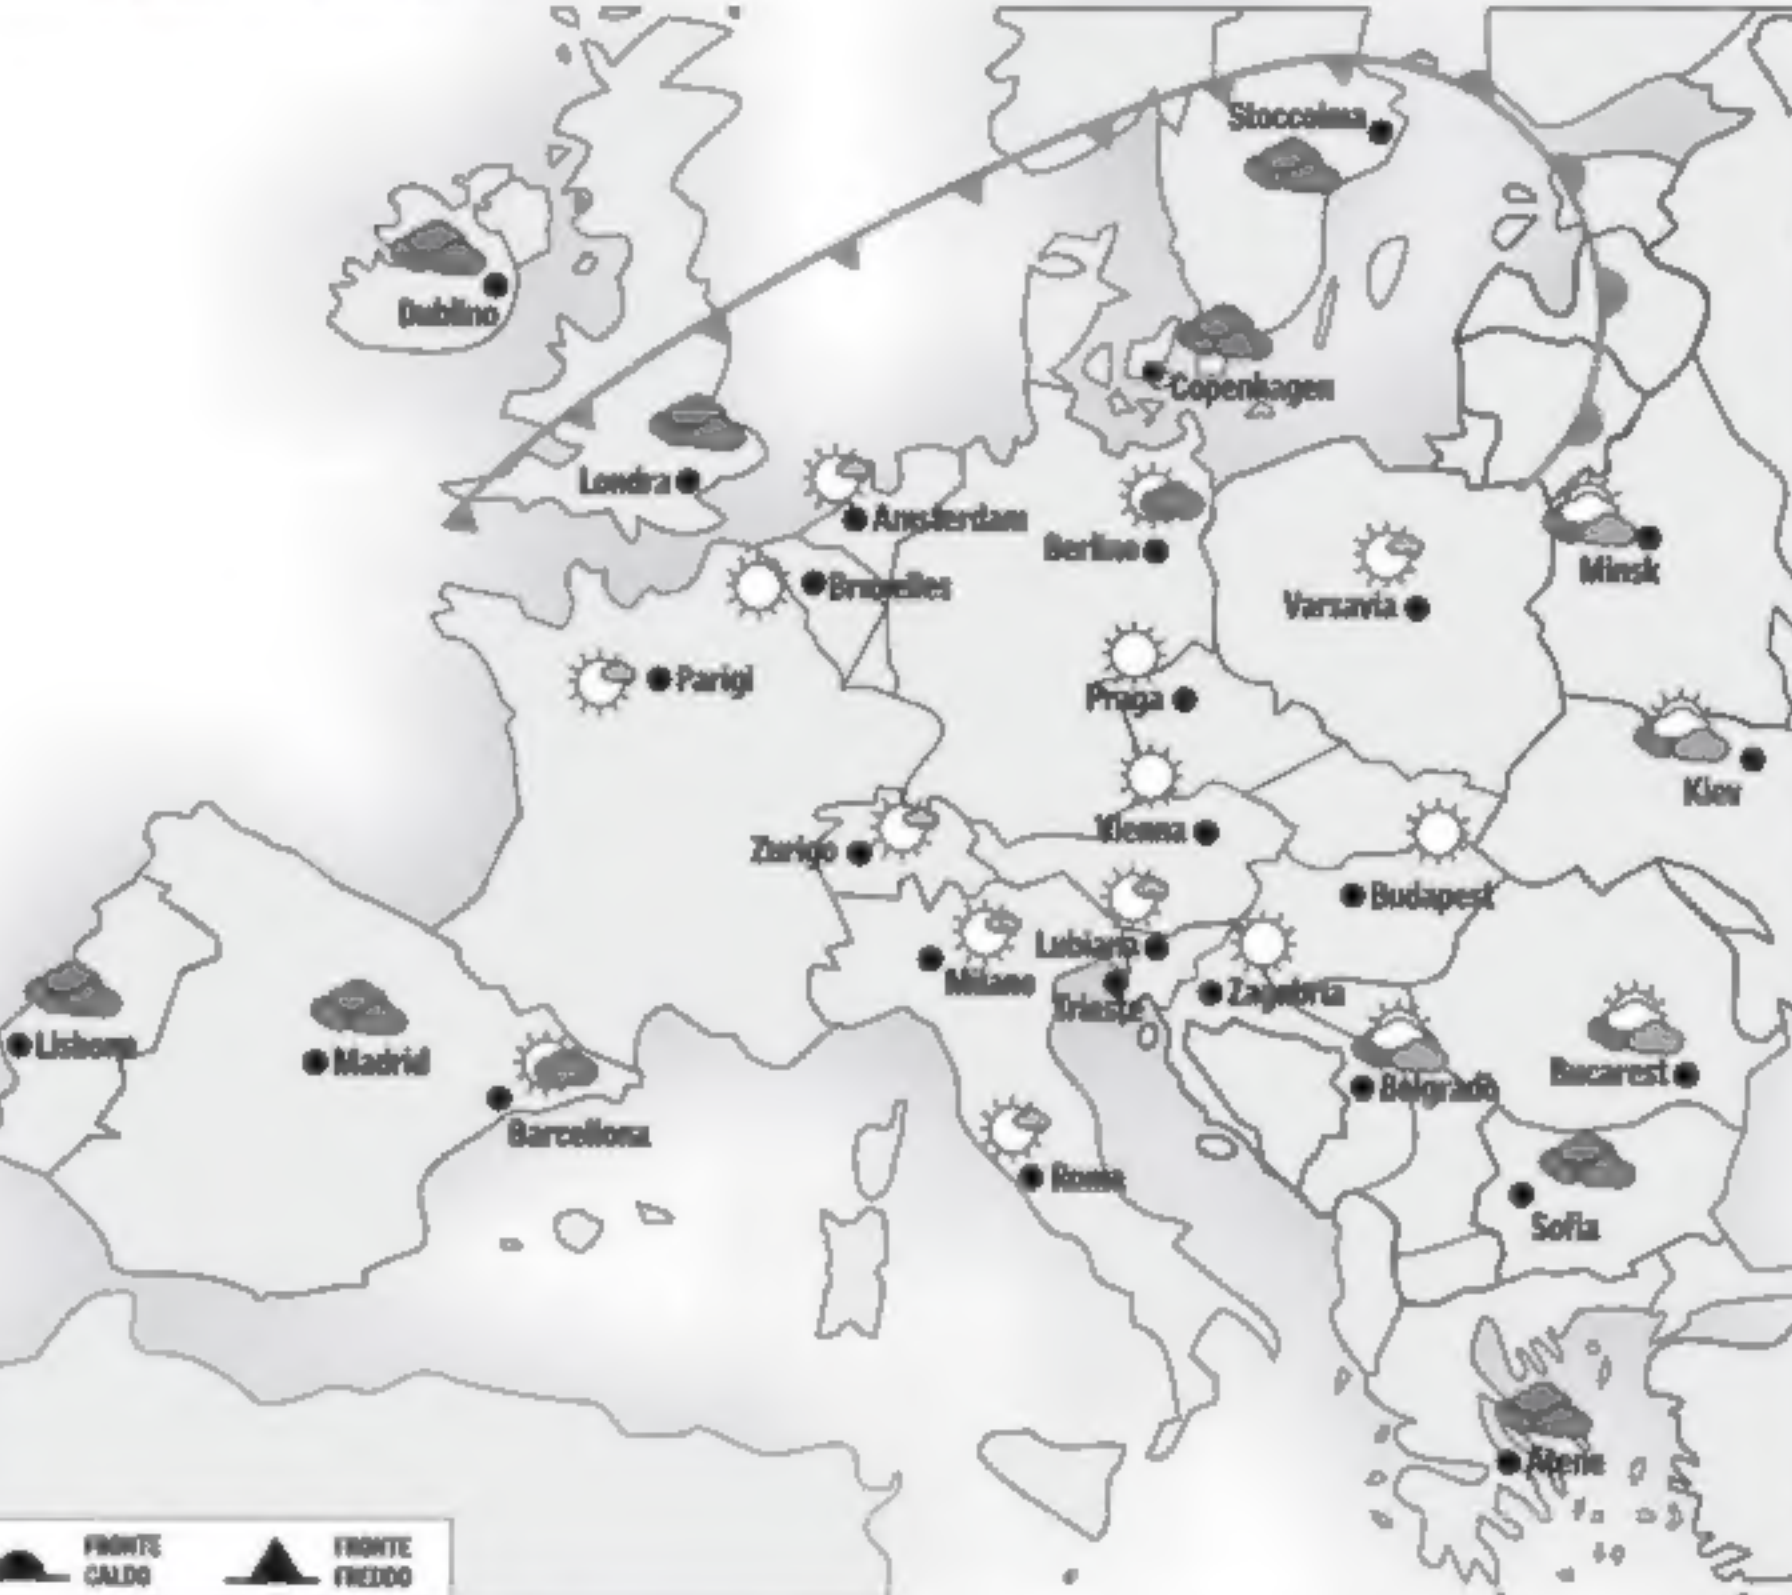 Stoccolma
Dublino
Copenhagen
Londra
Amsterdam
Berlino
Minsk
Bruxelles
Varsavia
Parigi
Praga
Kiev
Vienna
Zurigo
Budapest
Lubiana
Milano
Zagabria
Trieste
Lisbona
Madrid
Belgrado
Bucarest
Barcellona
Roma
Sofia
Atene
FRONTE
CALDO
FRONTE
FREDDO